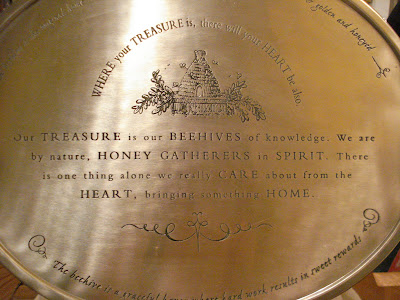 golden and honeyed
WHERE your TREASURE is, there will your HEART be also.
Our TREASURE is our BEEHIVES of knowledge. We are
by nature, HONEY GATHERERS in SPIRIT. There
is one thing alone we really CARE about from the
HEART, bringing something HOME.
The beehive is a graceful home where hard work results in sweet rewards